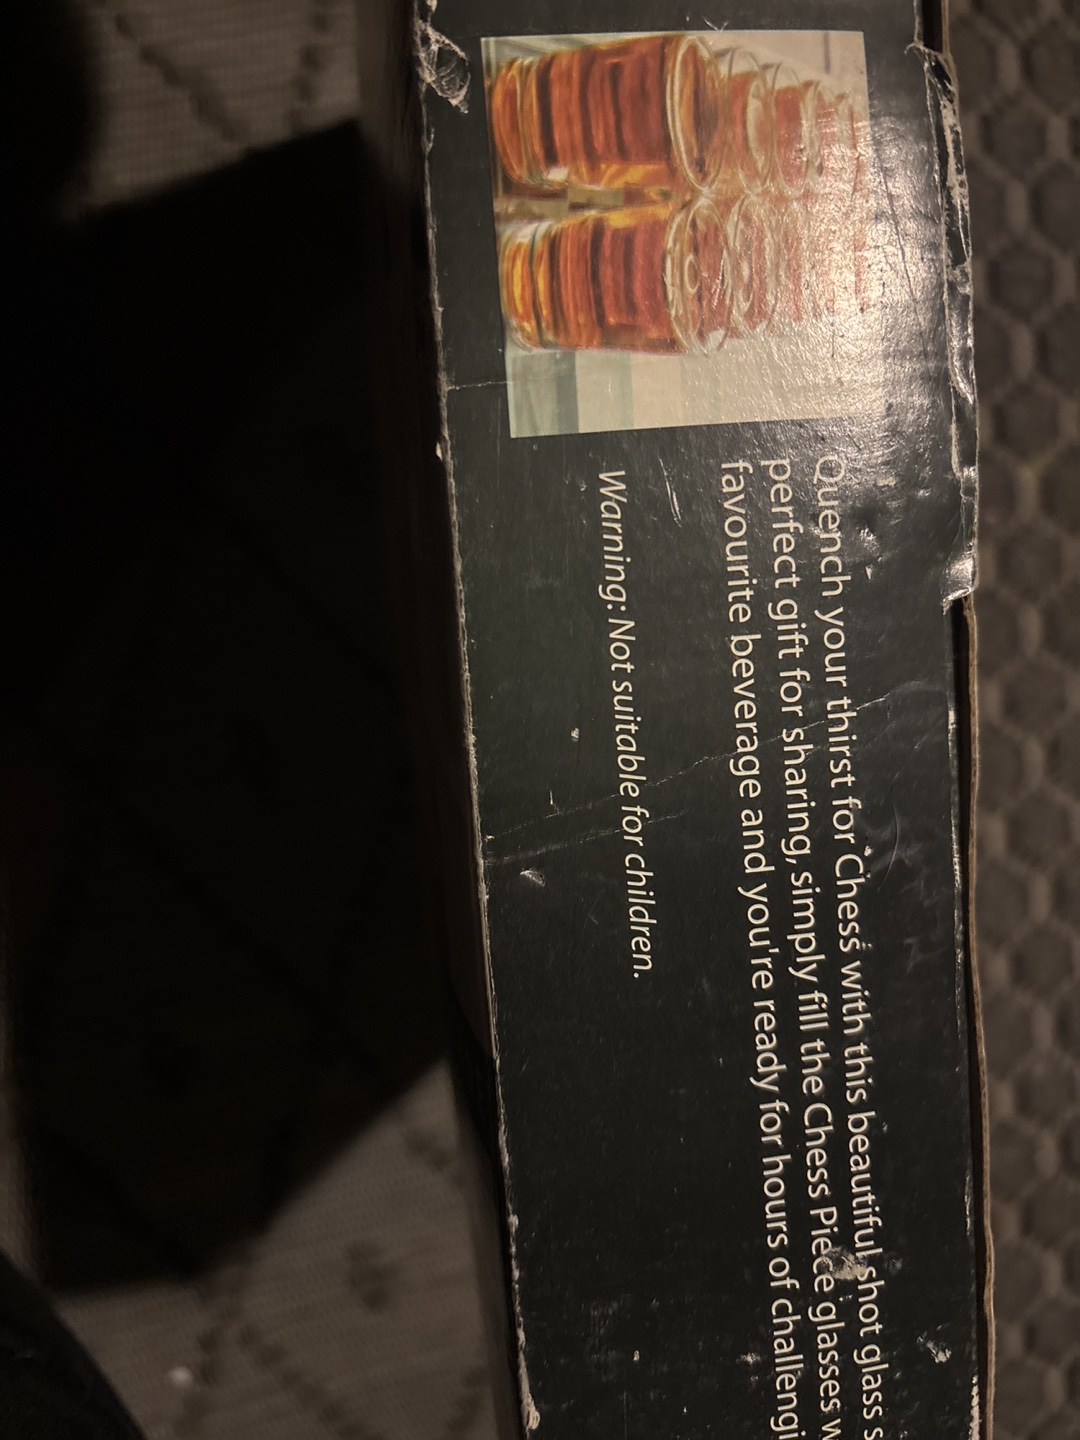 Quench your thirst for Chess with this beautiful shot glass s
perfect gift for sharing, simply fill the Chess Piece glasses w
favourite beverage and you're ready for hours of challengi
Warning: Not suitable for children.